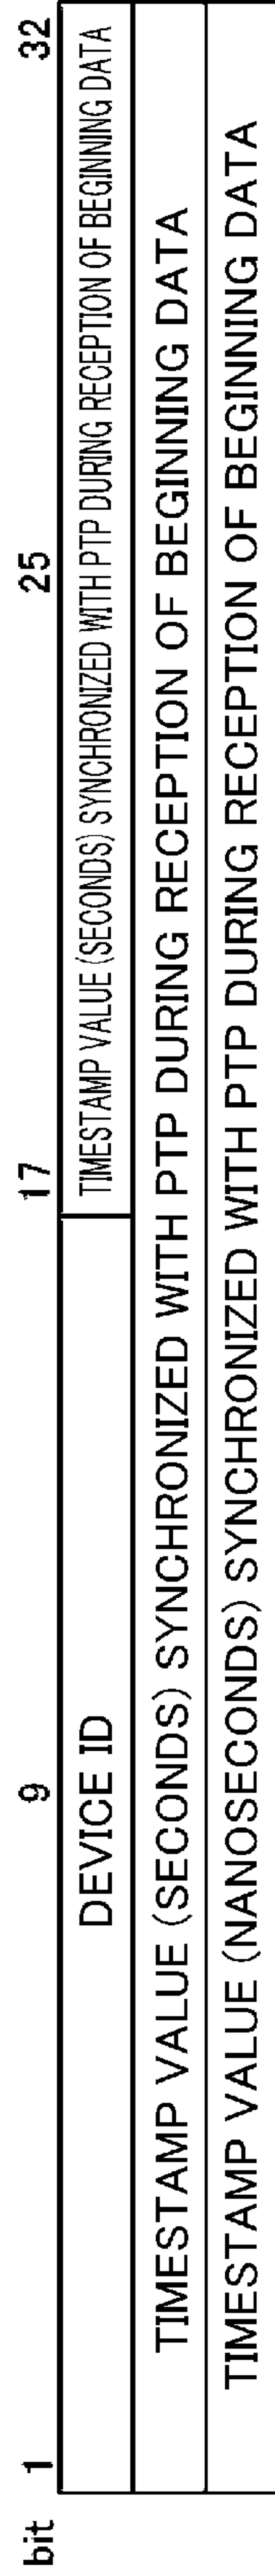 bit 1 9 17 25 32
DEVICE ID TIMESTAMP VALUE (SECONDS) SYNCHRONIZED WITH PTP DURING RECEPTION OF BEGINNING DATA
TIMESTAMP VALUE (SECONDS) SYNCHRONIZED WITH PTP DURING RECEPTION OF BEGINNING DATA
TIMESTAMP VALUE (NANOSECONDS) SYNCHRONIZED WITH PTP DURING RECEPTION OF BEGINNING DATA